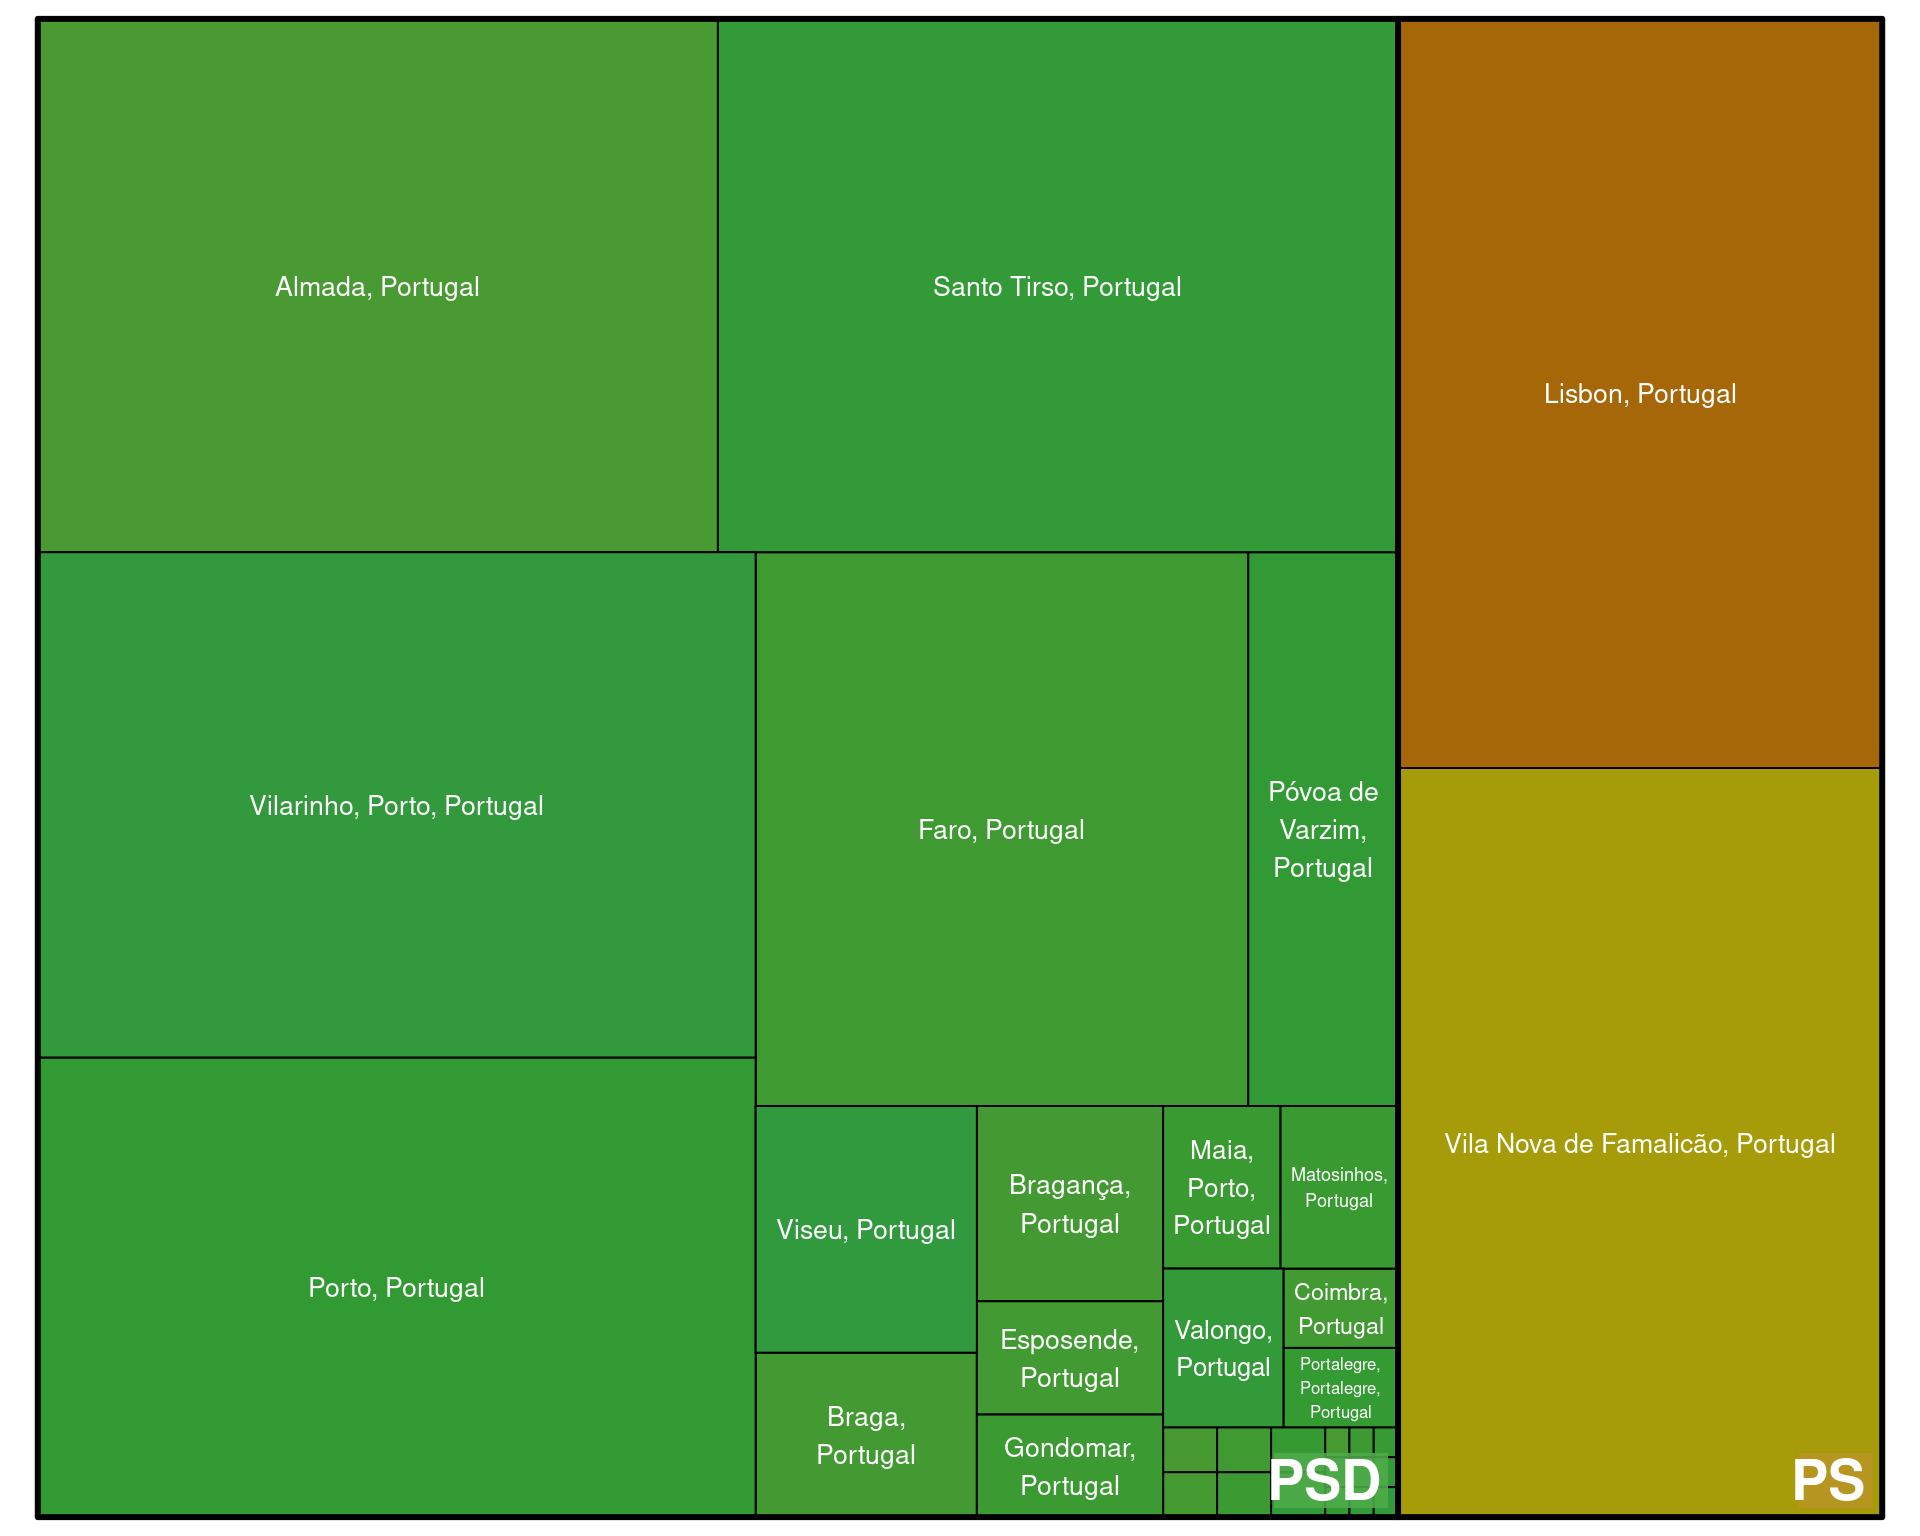 Almada, Portugal
Santo Tirso, Portugal
Lisbon, Portugal
Vilarinho, Porto, Portugal
Faro, Portugal
Póvoa de
Varzim,
Portugal
Vila Nova de Famalicão, Portugal
Porto, Portugal
Viseu, Portugal
Bragança,
Portugal
Maia,
Porto,
Portugal
Matosinhos,
Portugal
Esposende,
Portugal
Valongo,
Portugal
Coimbra,
Portugal
Portalegre,
Portalegre,
Portugal
Braga,
Portugal
Gondomar,
Portugal
PSD
PS